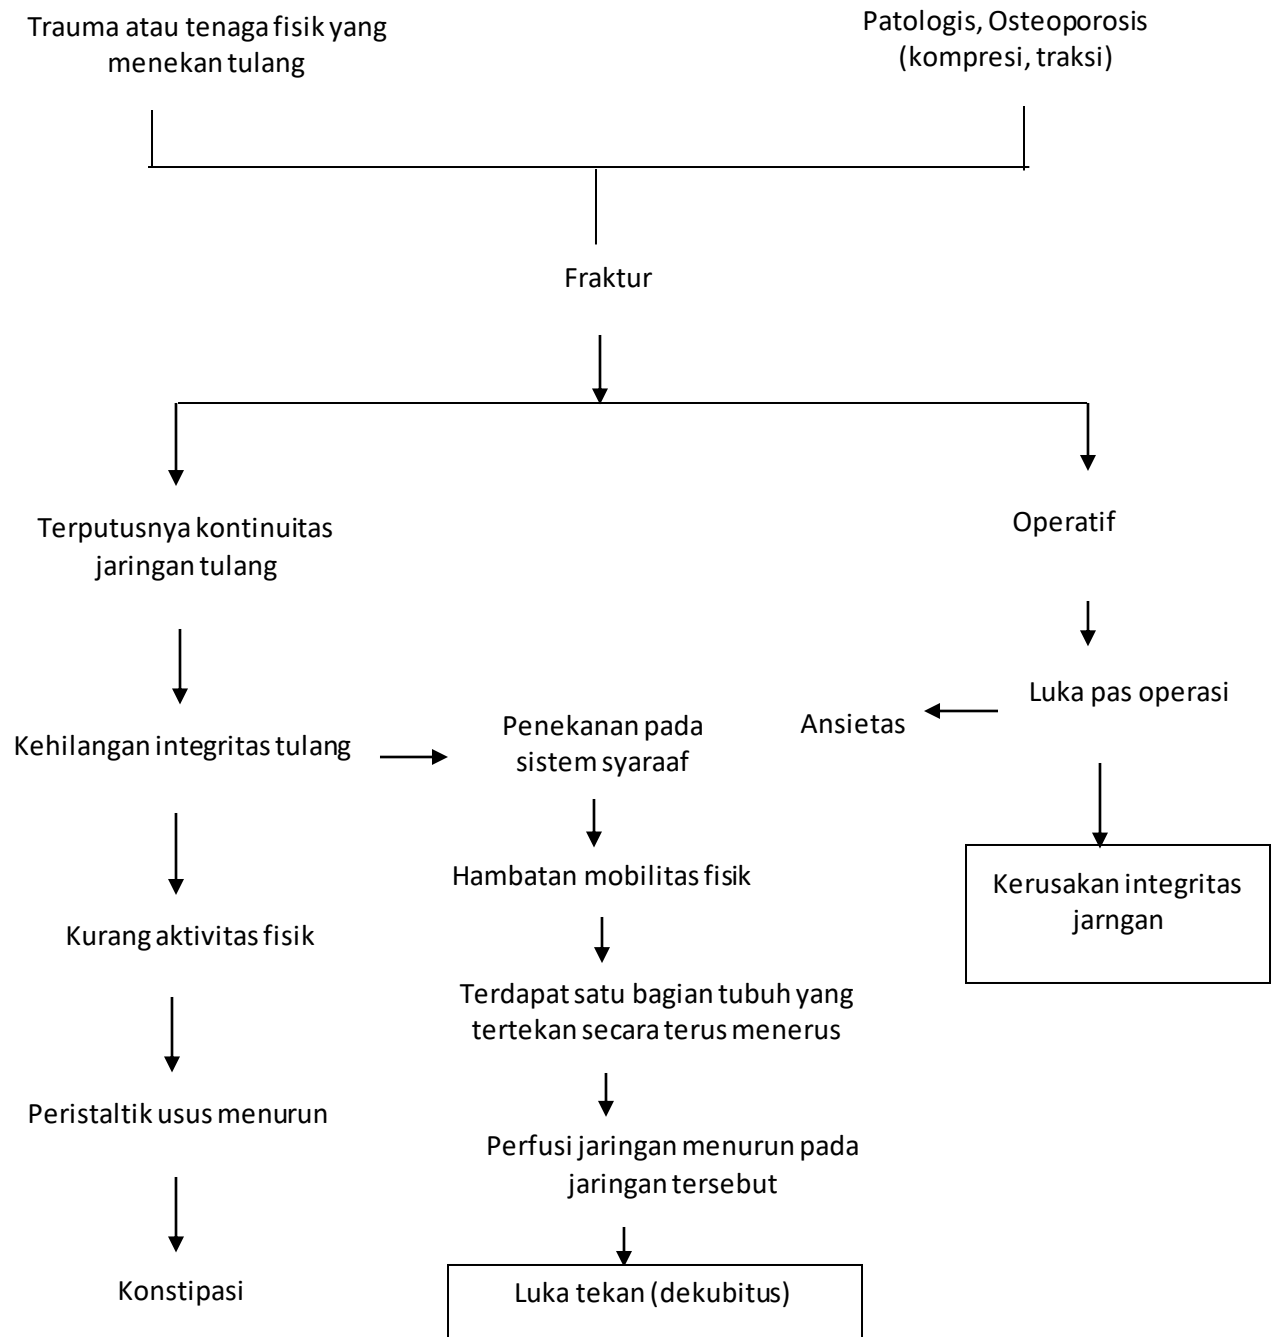 Trauma atau tenaga fisik yang
menekan tulang
Patologis, Osteoporosis
(kompresi, traksi)
Fraktur
Terputusnya kontinuitas
jaringan tulang
Operatif
Kehilangan integritas tulang
Penekanan pada
sistem syaraaf
Ansietas
Luka pas operasi
Kurang aktivitas fisik
Hambatan mobilitas fisik
Kerusakan integritas
jarngan
Terdapat satu bagian tubuh yang
tertekan secara terus menerus
Peristaltik usus menurun
Perfusi jaringan menurun pada
jaringan tersebut
Konstipasi
Luka tekan (dekubitus)